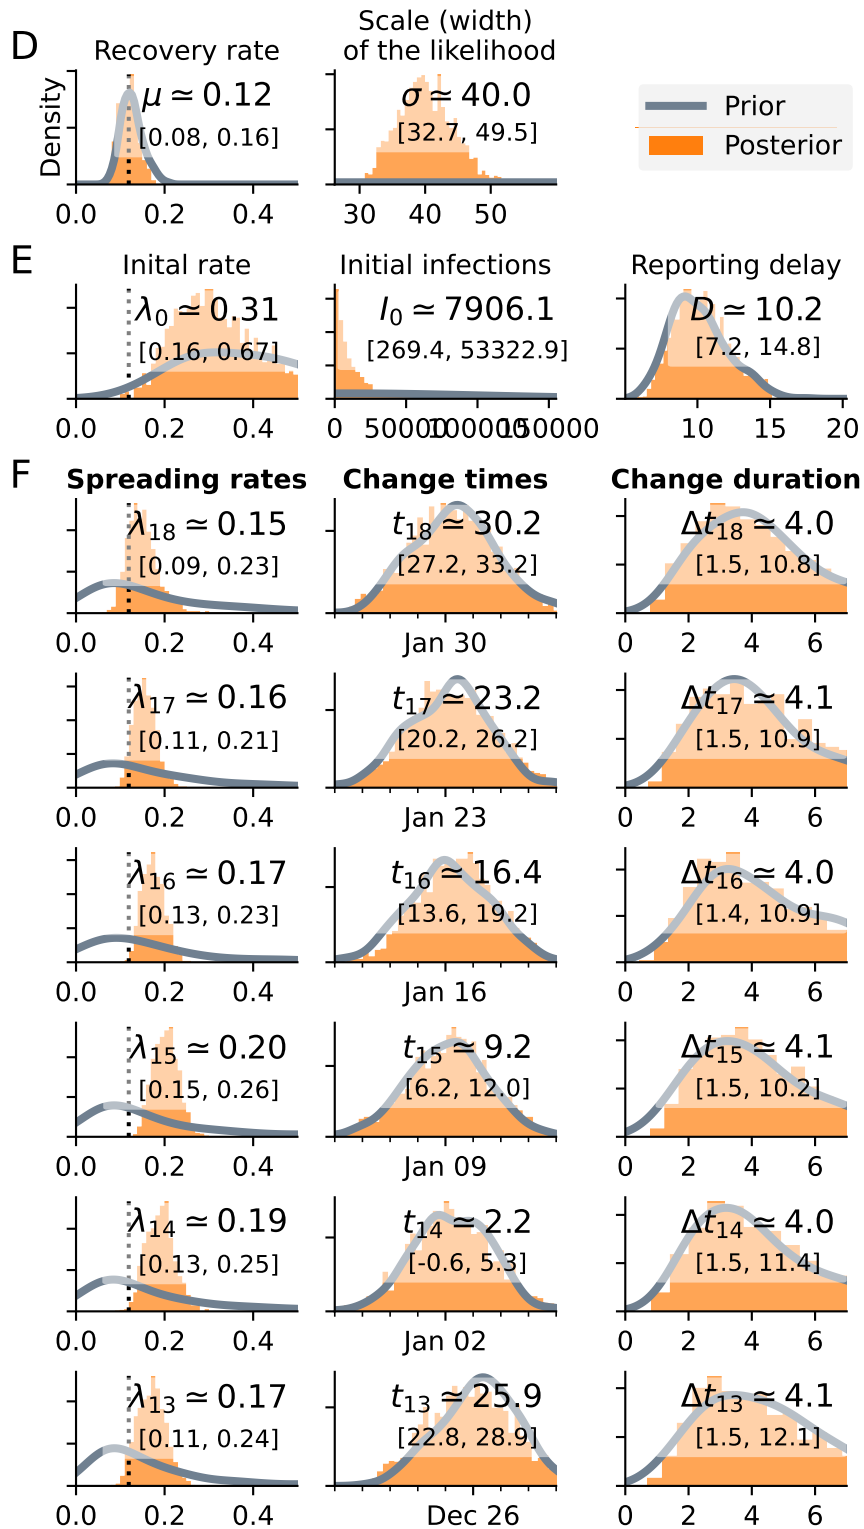 D
Recovery rate
Scale (width)
of the likelihood
Density
μ ≃ 0.12
[0.08, 0.16]
0.0 0.2 0.4
σ ≃ 40.0
[32.7, 49.5]
30 40 50
Prior
Posterior
E
Inital rate
Initial infections
Reporting delay
λ0 ≃ 0.31
[0.16, 0.67]
0.0 0.2 0.4
I0 ≃ 7906.1
[269.4, 53322.9]
0 50000 100000 150000
D ≃ 10.2
[7.2, 14.8]
10 15 20
F
Spreading rates
Change times
Change duration
λ18 ≃ 0.15
[0.09, 0.23]
0.0 0.2 0.4
t18 ≃ 30.2
[27.2, 33.2]
Jan 30
Δt18 ≃ 4.0
[1.5, 10.8]
0 2 4 6
λ17 ≃ 0.16
[0.11, 0.21]
0.0 0.2 0.4
t17 ≃ 23.2
[20.2, 26.2]
Jan 23
Δt17 ≃ 4.1
[1.5, 10.9]
0 2 4 6
λ16 ≃ 0.17
[0.13, 0.23]
0.0 0.2 0.4
t16 ≃ 16.4
[13.6, 19.2]
Jan 16
Δt16 ≃ 4.0
[1.4, 10.9]
0 2 4 6
λ15 ≃ 0.20
[0.15, 0.26]
0.0 0.2 0.4
t15 ≃ 9.2
[6.2, 12.0]
Jan 09
Δt15 ≃ 4.1
[1.5, 10.2]
0 2 4 6
λ14 ≃ 0.19
[0.13, 0.25]
0.0 0.2 0.4
t14 ≃ 2.2
[-0.6, 5.3]
Jan 02
Δt14 ≃ 4.0
[1.5, 11.4]
0 2 4 6
λ13 ≃ 0.17
[0.11, 0.24]
0.0 0.2 0.4
t13 ≃ 25.9
[22.8, 28.9]
Dec 26
Δt13 ≃ 4.1
[1.5, 12.1]
0 2 4 6